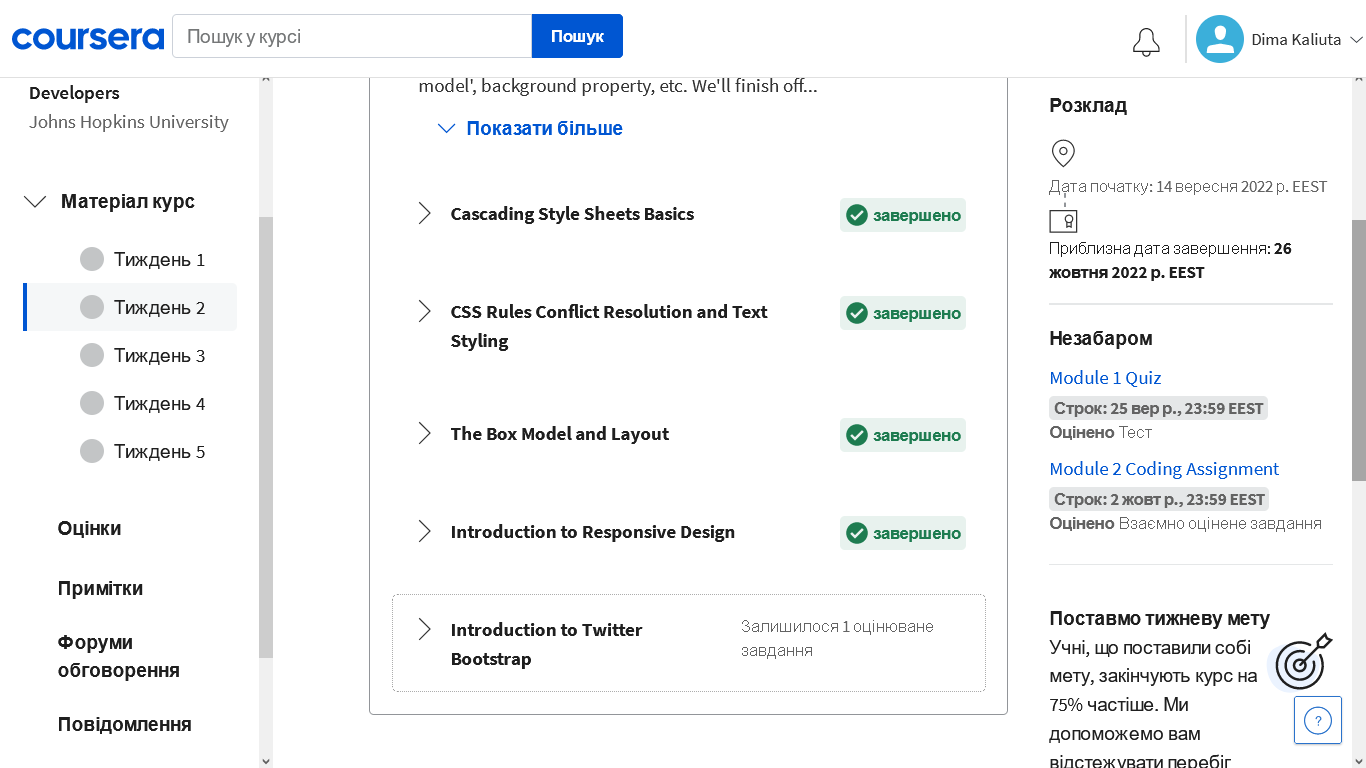 coursera
Пошук у курсі
Пошук
Dima Kaliuta
Developers
Johns Hopkins University
Матеріал курс
Тиждень 1
Тиждень 2
Тиждень 3
Тиждень 4
Тиждень 5
Оцінки
Примітки
Форуми
обговорення
Повідомлення
model', background property, etc. We'll finish off...
Показати більше
Cascading Style Sheets Basics
завершено
CSS Rules Conflict Resolution and Text
Styling
завершено
The Box Model and Layout
завершено
Introduction to Responsive Design
завершено
Introduction to Twitter
Bootstrap
Залишилося 1 оцінюване
завдання
Розклад
Дата початку: 14 вересня 2022 р. EEST
Приблизна дата завершення: 26
жовтня 2022 р. EEST
Незабаром
Module 1 Quiz
Строк: 25 вер р., 23:59 EEST
Оцінено Тест
Module 2 Coding Assignment
Строк: 2 жовт р., 23:59 EEST
Оцінено Взаємно оцінене завдання
Поставмо тижневу мету
Учні, що поставили собі
мету, закінчують курс на
75% частіше. Ми
допоможемо вам
відстежувати перебіг
?